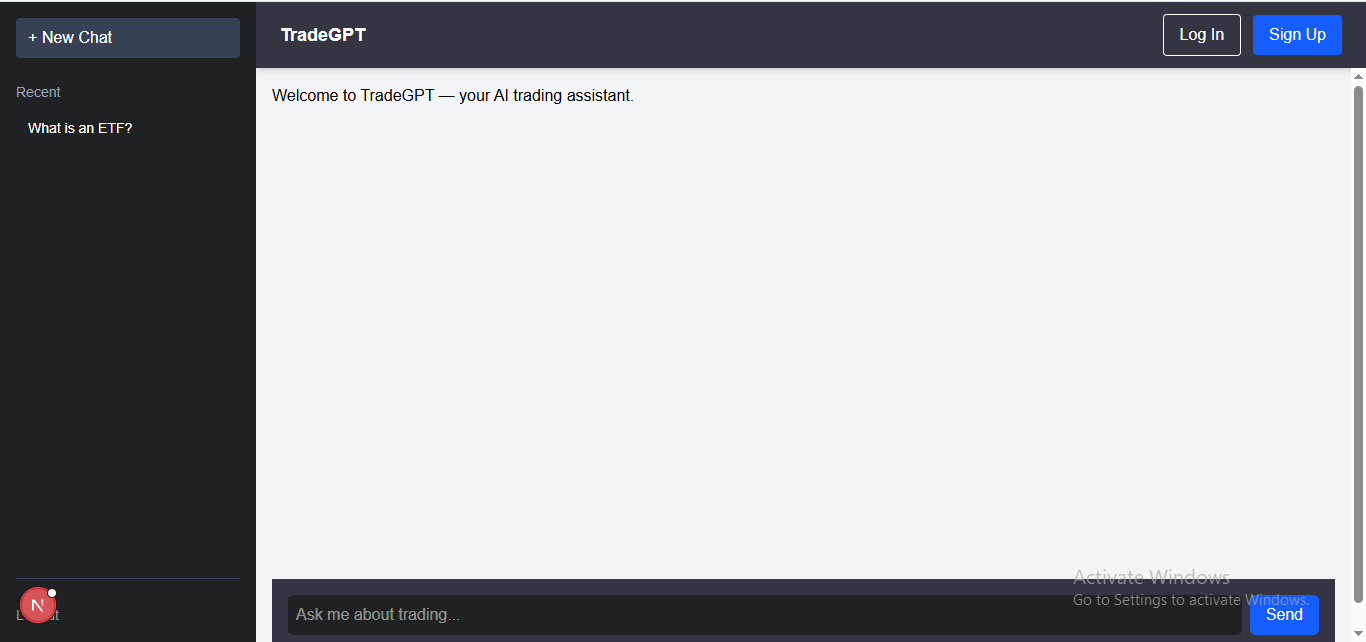 + New Chat
TradeGPT
Log In
Sign Up
Recent
What is an ETF?
Welcome to TradeGPT — your AI trading assistant.
Activate Windows
Go to Settings to activate Windows.
N
Ask me about trading...
Send